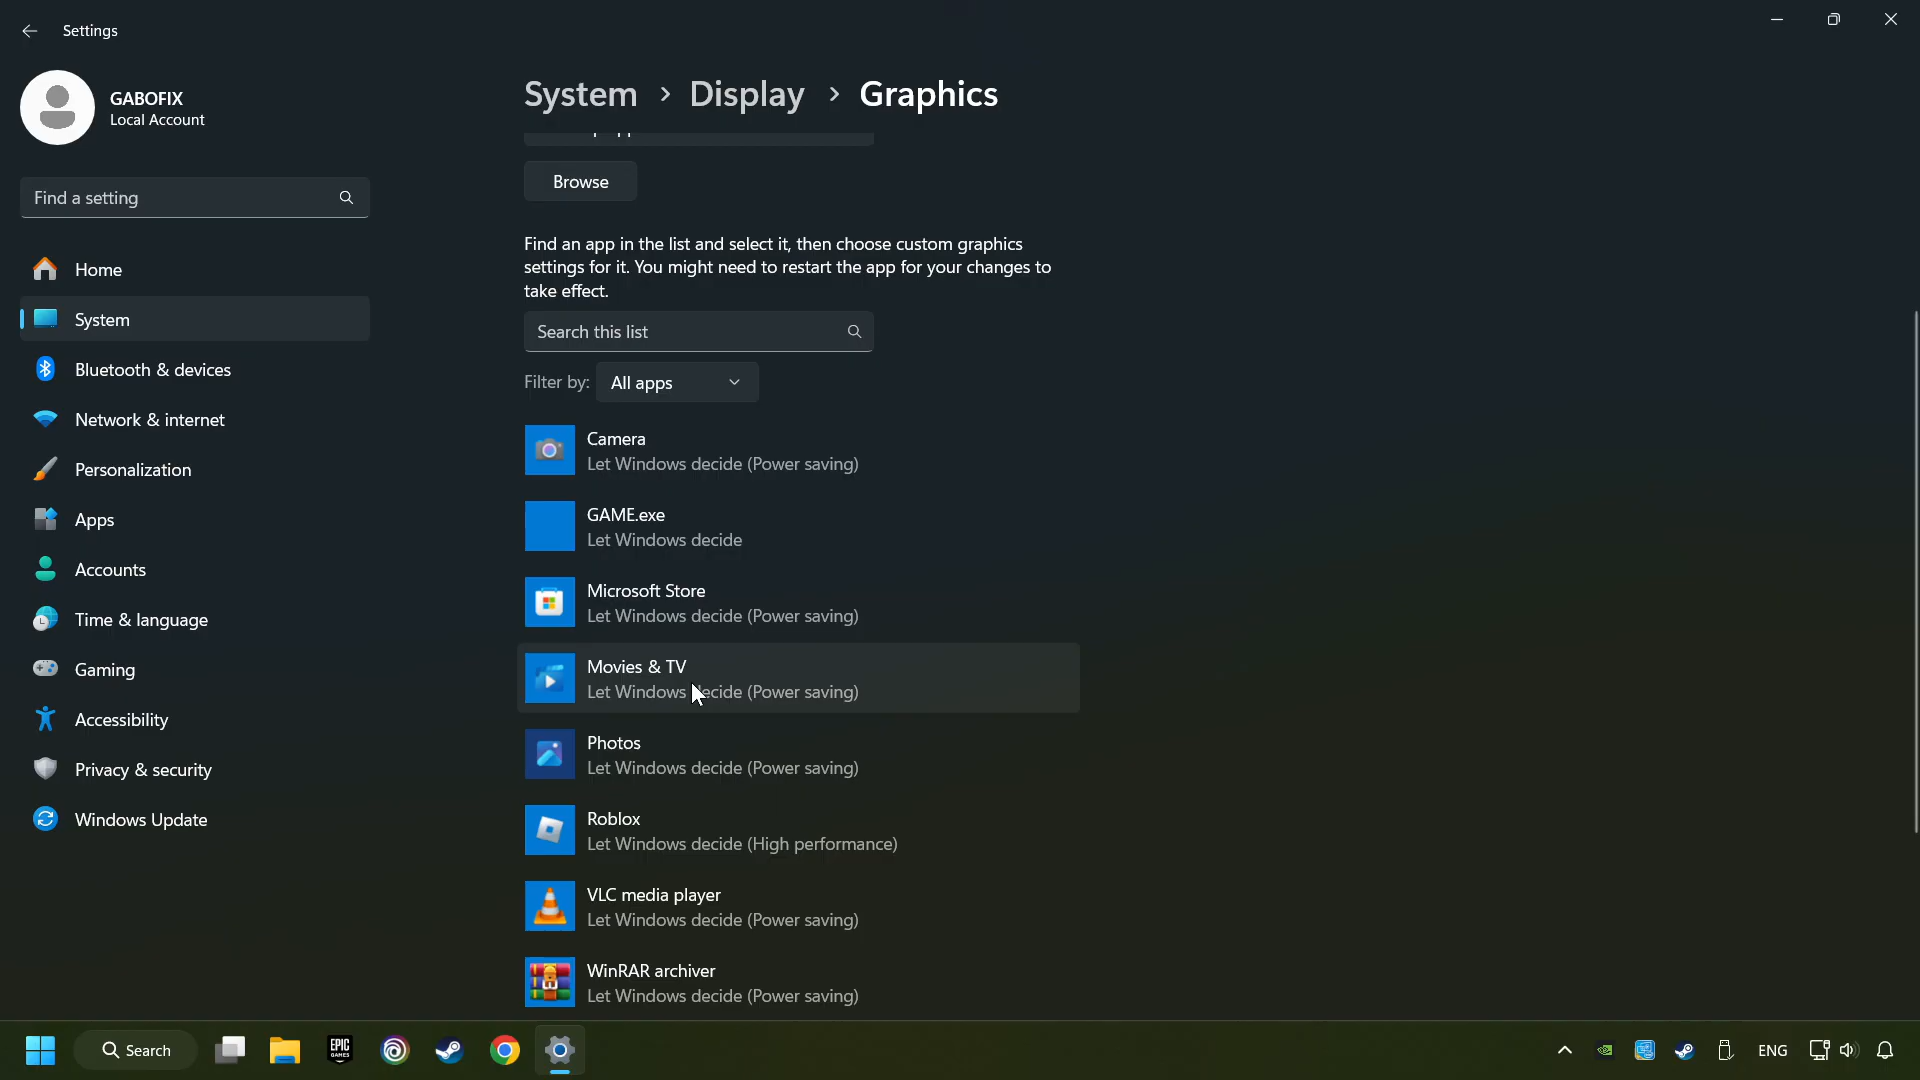 Settings
GABOFIX
Local Account
Find a setting
Home
System
Bluetooth & devices
Network & internet
Personalization
Apps
Accounts
Time & language
Gaming
Accessibility
Privacy & security
Windows Update
System > Display > Graphics
Browse
Find an app in the list and select it, then choose custom graphics
settings for it. You might need to restart the app for your changes to
take effect.
Search this list
Filter by: All apps
Camera
Let Windows decide (Power saving)
GAME.exe
Let Windows decide
Microsoft Store
Let Windows decide (Power saving)
Movies & TV
Let Windows decide (Power saving)
Photos
Let Windows decide (Power saving)
Roblox
Let Windows decide (High performance)
VLC media player
Let Windows decide (Power saving)
WinRAR archiver
Let Windows decide (Power saving)
Search
EPIC
GAMES
ENG